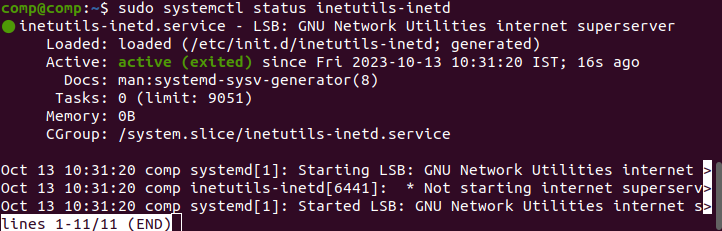 comp@comp:~$ sudo systemctl status inetutils-inetd
● inetutils-inetd.service - LSB: GNU Network Utilities internet superserver
     Loaded: loaded (/etc/init.d/inetutils-inetd; generated)
     Active: active (exited) since Fri 2023-10-13 10:31:20 IST; 16s ago
       Docs: man:systemd-sysv-generator(8)
      Tasks: 0 (limit: 9051)
     Memory: 0B
     CGroup: /system.slice/inetutils-inetd.service

Oct 13 10:31:20 comp systemd[1]: Starting LSB: GNU Network Utilities internet >
Oct 13 10:31:20 comp inetutils-inetd[6441]:  * Not starting internet superserv>
Oct 13 10:31:20 comp systemd[1]: Started LSB: GNU Network Utilities internet s>
lines 1-11/11 (END)